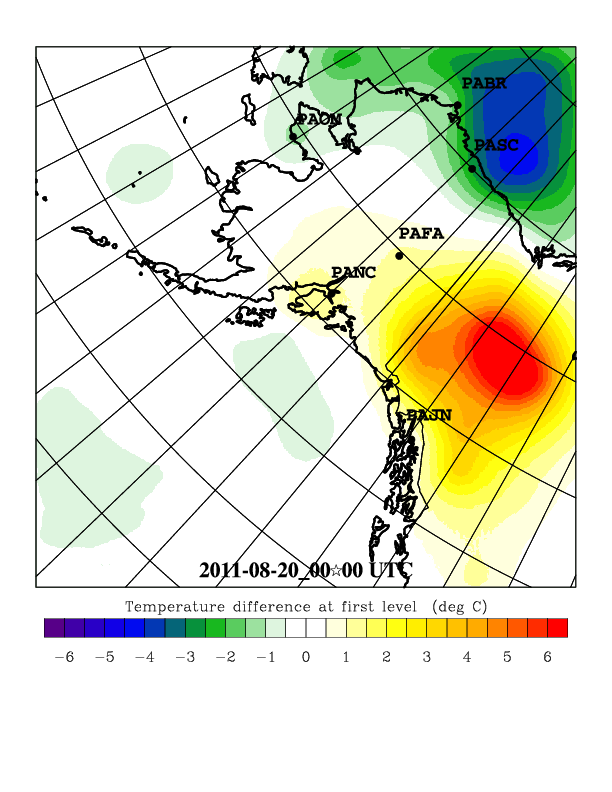 PABR
PAOM
PASC
PAFA
PANC
PAJN
2011-08-20_00☆00 UTC
Temperature difference at first level (deg C)
−6 −5 −4 −3 −2 −1 0 1 2 3 4 5 6